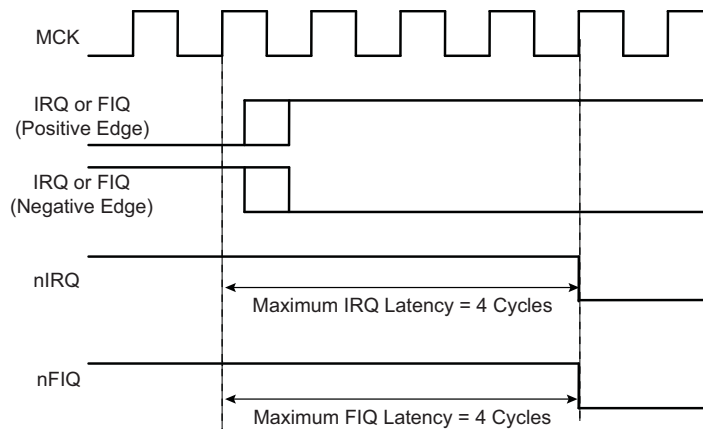 MCK
IRQ or FIQ
(Positive Edge)
IRQ or FIQ
(Negative Edge)
nIRQ
Maximum IRQ Latency = 4 Cycles
nFIQ
Maximum FIQ Latency = 4 Cycles